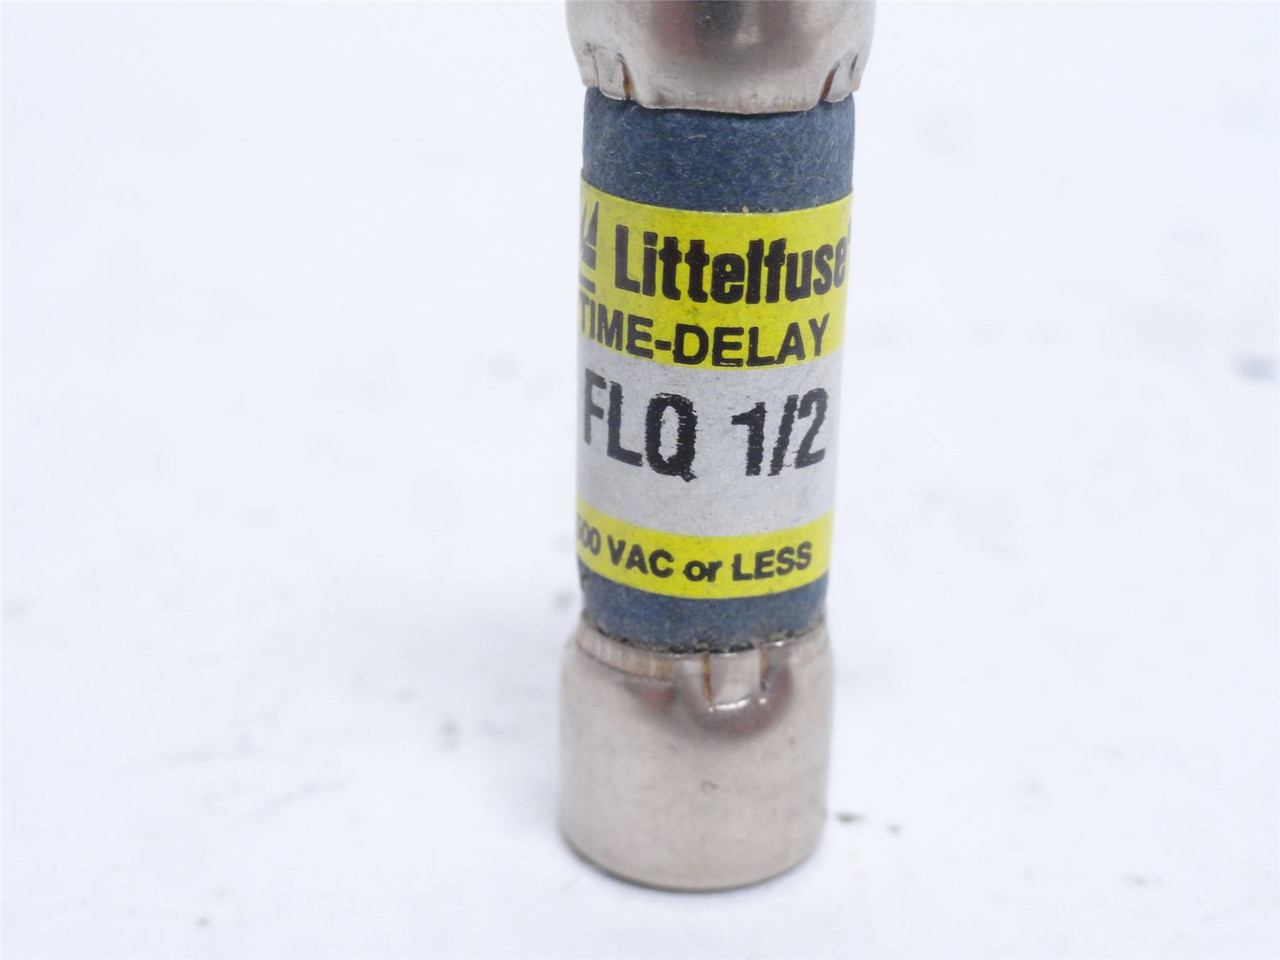 Littelfuse
TIME-DELAY
FLQ 1/2
VAC or LESS